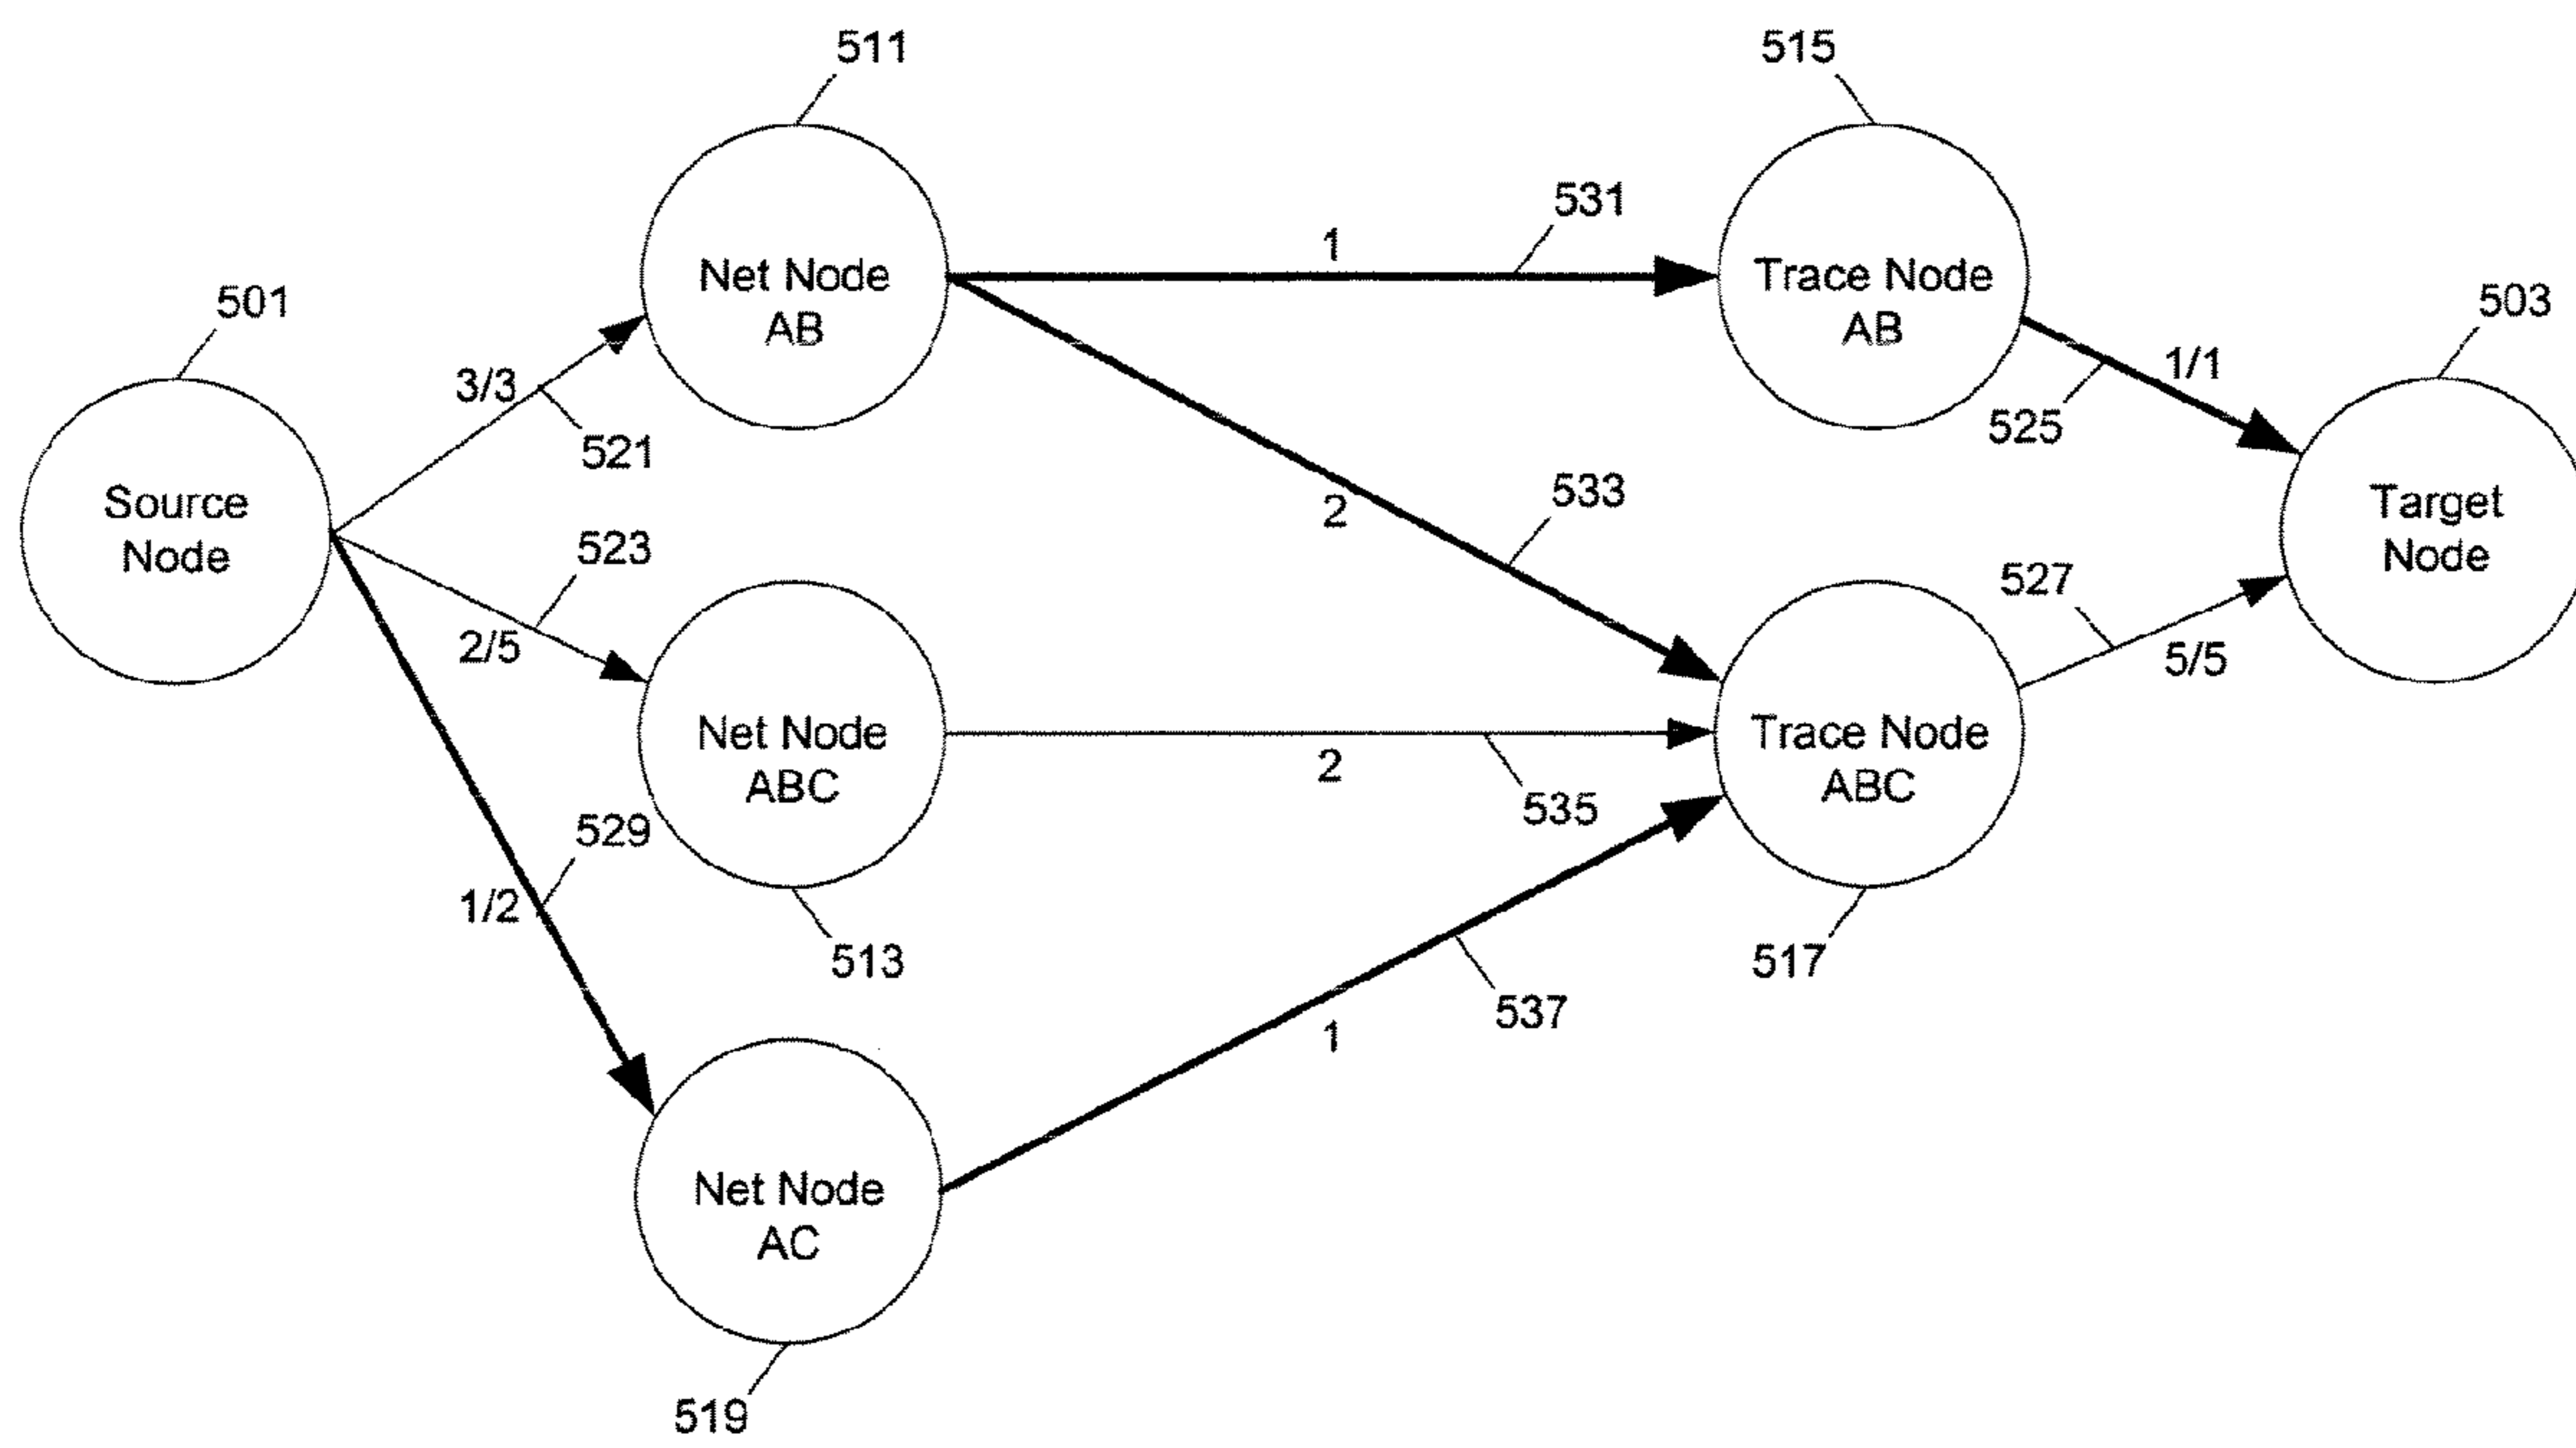 511
515
531
1
Net Node
AB
Trace Node
AB
501
503
3/3
1/1
521
525
Source
Node
523
533
2
Target
Node
527
2/5
5/5
Net Node
ABC
Trace Node
ABC
2
535
529
1/2
513
517
537
1
Net Node
AC
519